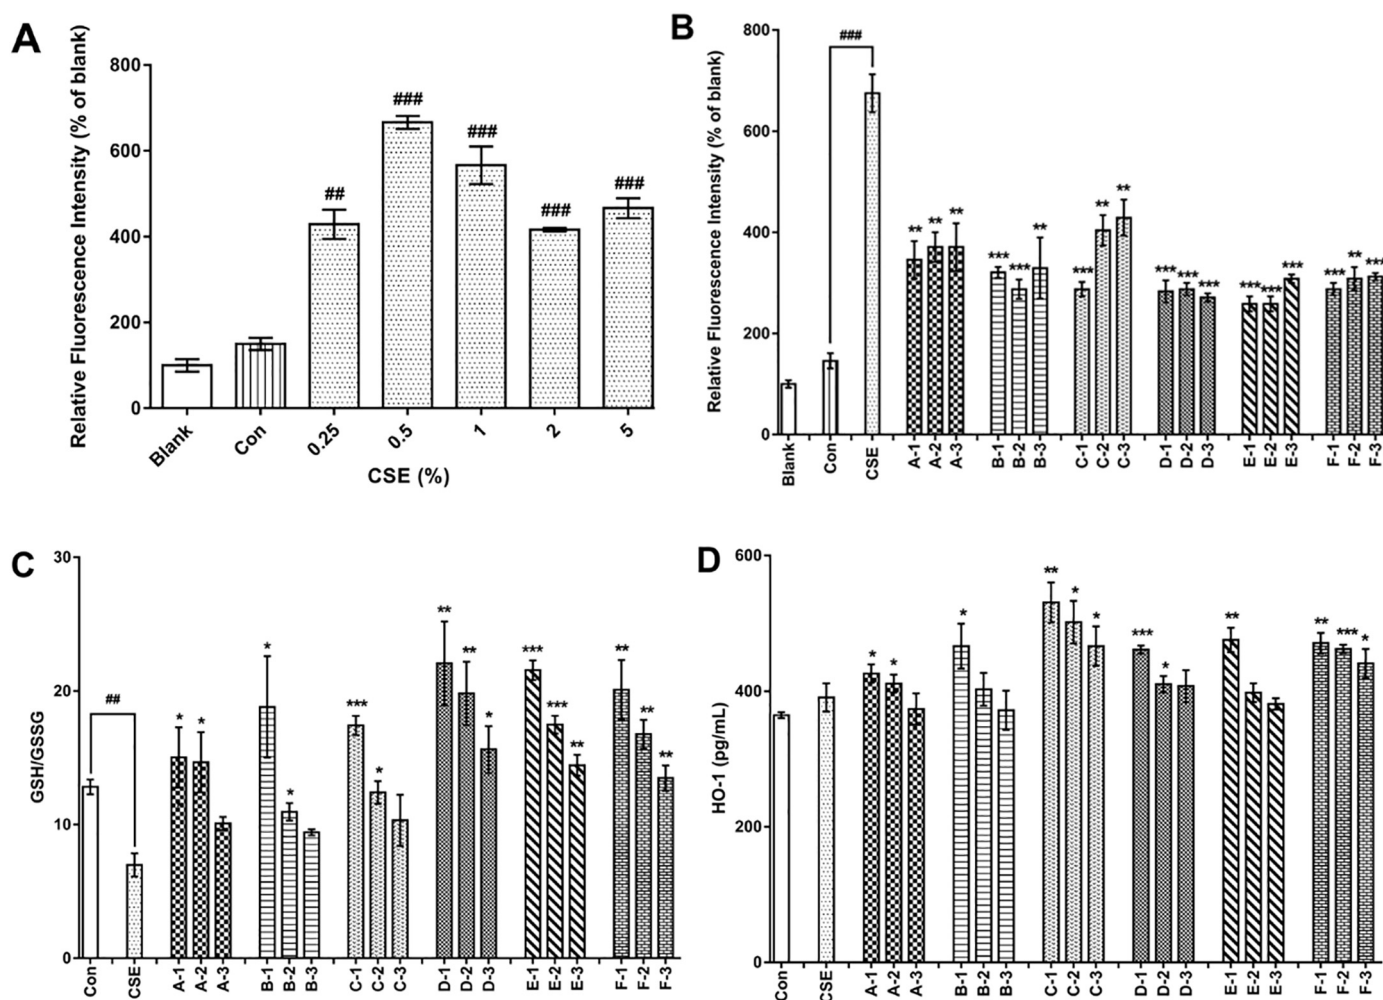 A
Relative Fluorescence Intensity (% of blank)
800
600
400
200
0
##
###
###
###
###
Blank
Con
0.25
0.5
1
2
5
CSE (%)
B
Relative Fluorescence Intensity (% of blank)
800
600
400
200
0
###
**
**
**
***
***
**
***
**
**
***
***
***
***
***
***
***
**
***
Blank
Con
CSE
A-1
A-2
A-3
B-1
B-2
B-3
C-1
C-2
C-3
D-1
D-2
D-3
E-1
E-2
E-3
F-1
F-2
F-3
C
GSH/GSSG
30
20
10
0
##
*
*
*
*
***
*
**
**
*
***
***
**
**
**
**
Con
CSE
A-1
A-2
A-3
B-1
B-2
B-3
C-1
C-2
C-3
D-1
D-2
D-3
E-1
E-2
E-3
F-1
F-2
F-3
D
HO-1 (pg/mL)
600
400
200
0
*
*
*
**
*
*
***
*
**
**
***
*
Con
CSE
A-1
A-2
A-3
B-1
B-2
B-3
C-1
C-2
C-3
D-1
D-2
D-3
E-1
E-2
E-3
F-1
F-2
F-3